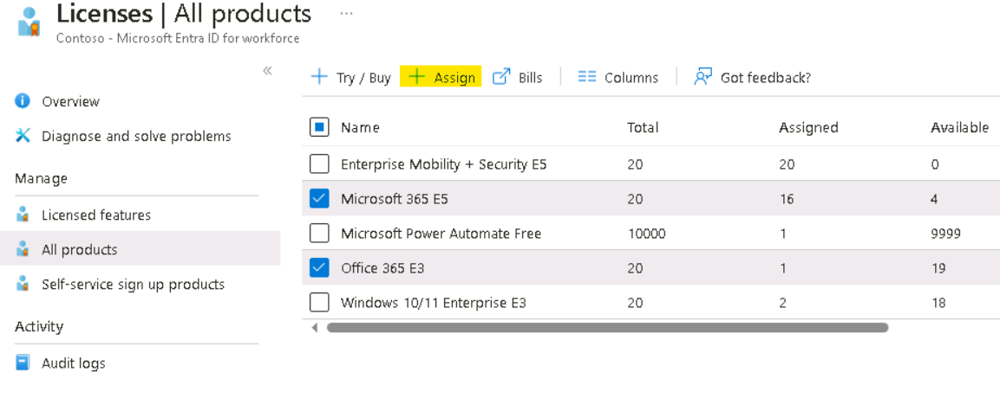 Licenses | All products ...
Contoso - Microsoft Entra ID for workforce
«
Overview
Diagnose and solve problems
Manage
Licensed features
All products
Self-service sign up products
Activity
Audit logs
+ Try / Buy + Assign Bills Columns Got feedback?
Name Total Assigned Available
Enterprise Mobility + Security E5 20 20 0
Microsoft 365 E5 20 16 4
Microsoft Power Automate Free 10000 1 9999
Office 365 E3 20 1 19
Windows 10/11 Enterprise E3 20 2 18